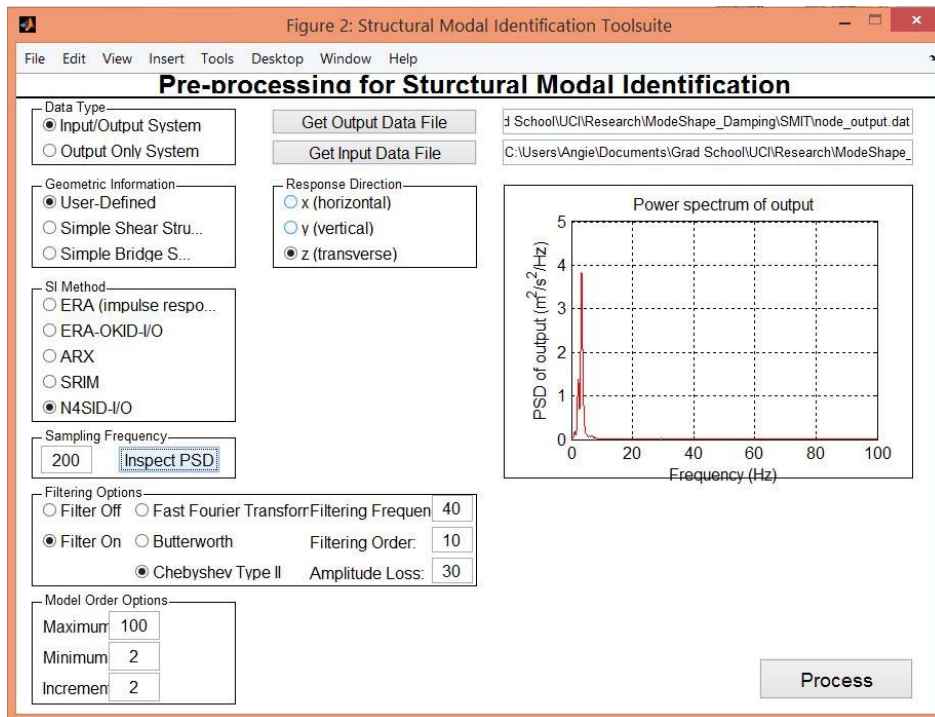 Figure 2: Structural Modal Identification Toolsuite
File Edit View Insert Tools Desktop Window Help
Pre-processing for Sturctural Modal Identification
Data Type
Input/Output System
Output Only System
Get Output Data File
Get Input Data File
d School\UCI\Research\ModeShape_Damping\SMIT\node_output.dat
C:\Users\Angie\Documents\Grad School\UCI\Research\ModeShape_
Geometric Information
User-Defined
Simple Shear Stru...
Simple Bridge S...
Response Direction
x (horizontal)
y (vertical)
z (transverse)
Power spectrum of output
PSD of output (m²/s²/Hz)
5
4
3
2
1
0
0 20 40 60 80 100
Frequency (Hz)
SI Method
ERA (impulse respo...
ERA-OKID-I/O
ARX
SRIM
N4SID-I/O
Sampling Frequency
200 Inspect PSD
Filtering Options
Filter Off Fast Fourier Transforr Filtering Frequen 40
Filter On Butterworth Filtering Order: 10
Chebyshev Type II Amplitude Loss: 30
Model Order Options
Maximum 100
Minimum 2
Incremen 2
Process